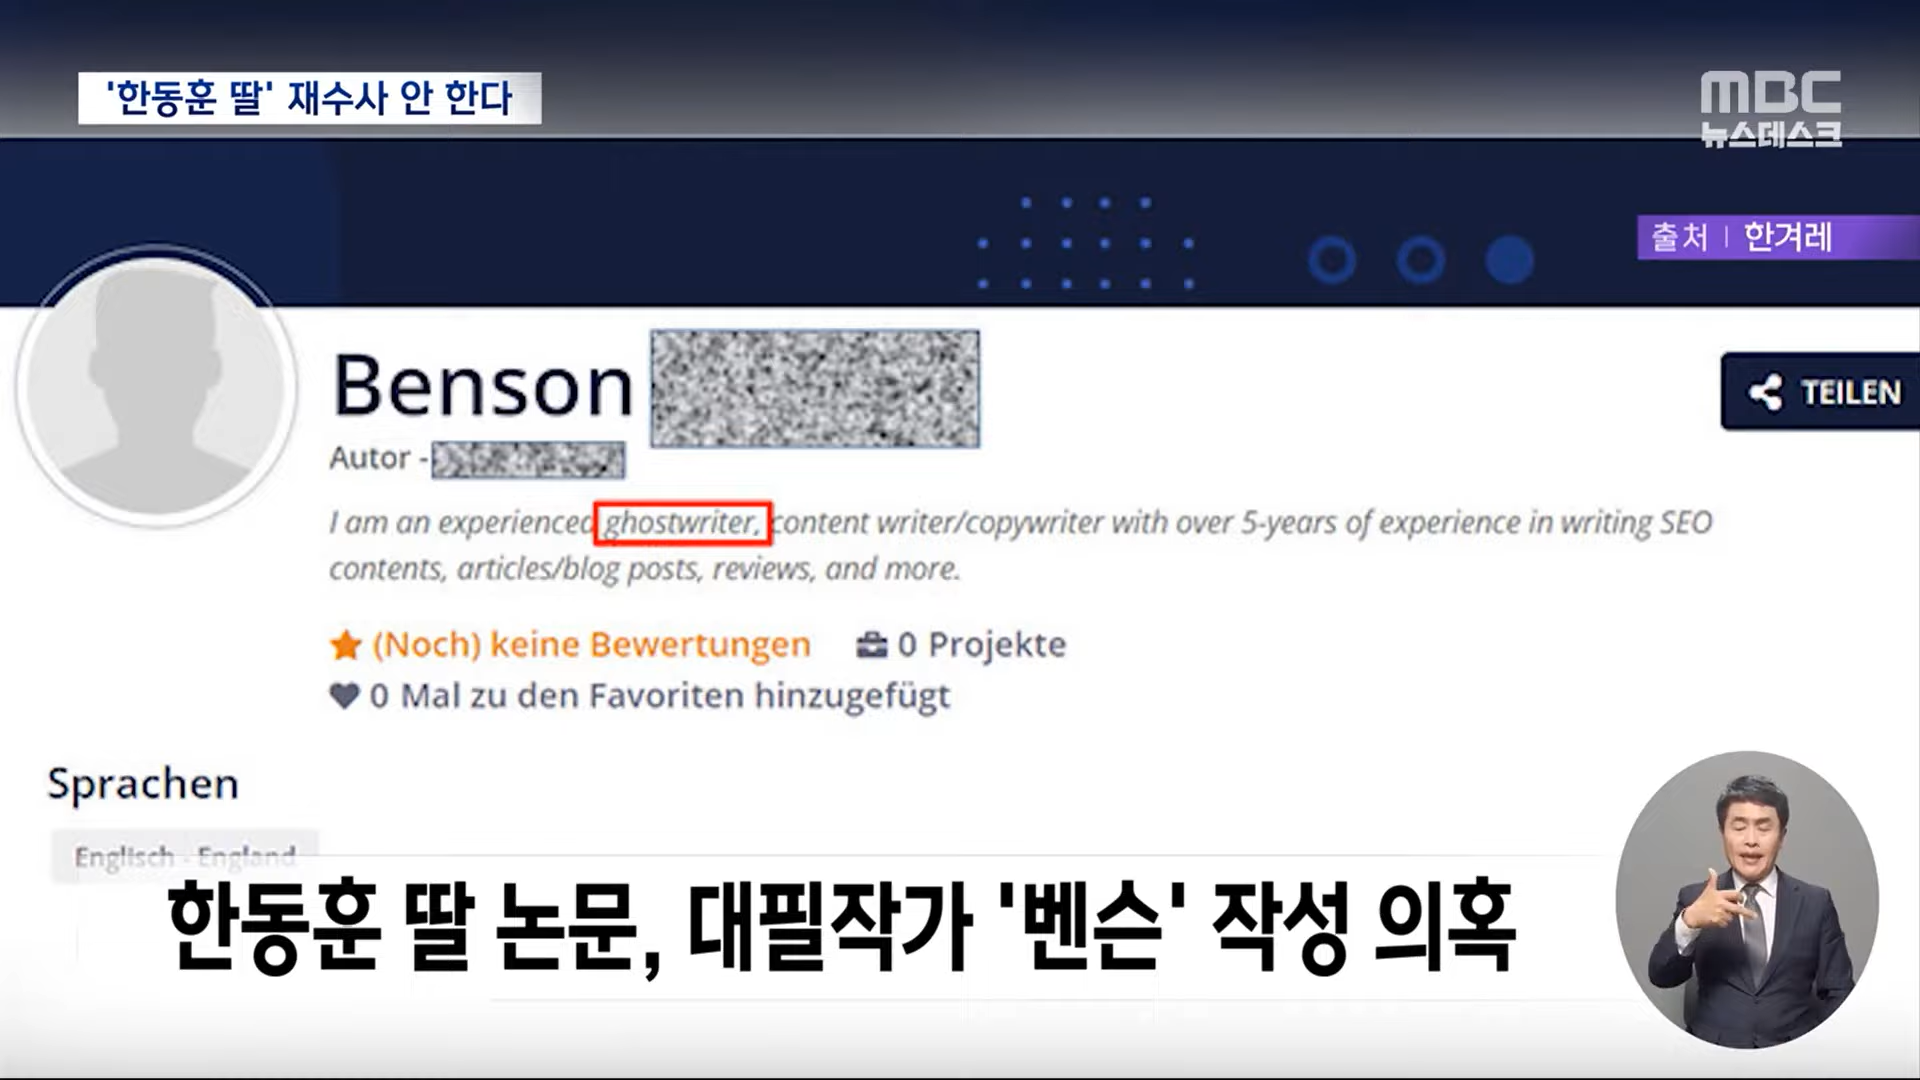 '한동훈 딸' 재수사 안 한다
MBC
뉴스데스크
출처 | 한겨레
Benson
TEILEN
Autor -
I am an experienced ghostwriter, content writer/copywriter with over 5-years of experience in writing SEO
contents, articles/blog posts, reviews, and more.
(Noch) keine Bewertungen 0 Projekte
0 Mal zu den Favoriten hinzugefügt
Sprachen
Englisch - England
한동훈 딸 논문, 대필작가 '벤슨' 작성 의혹